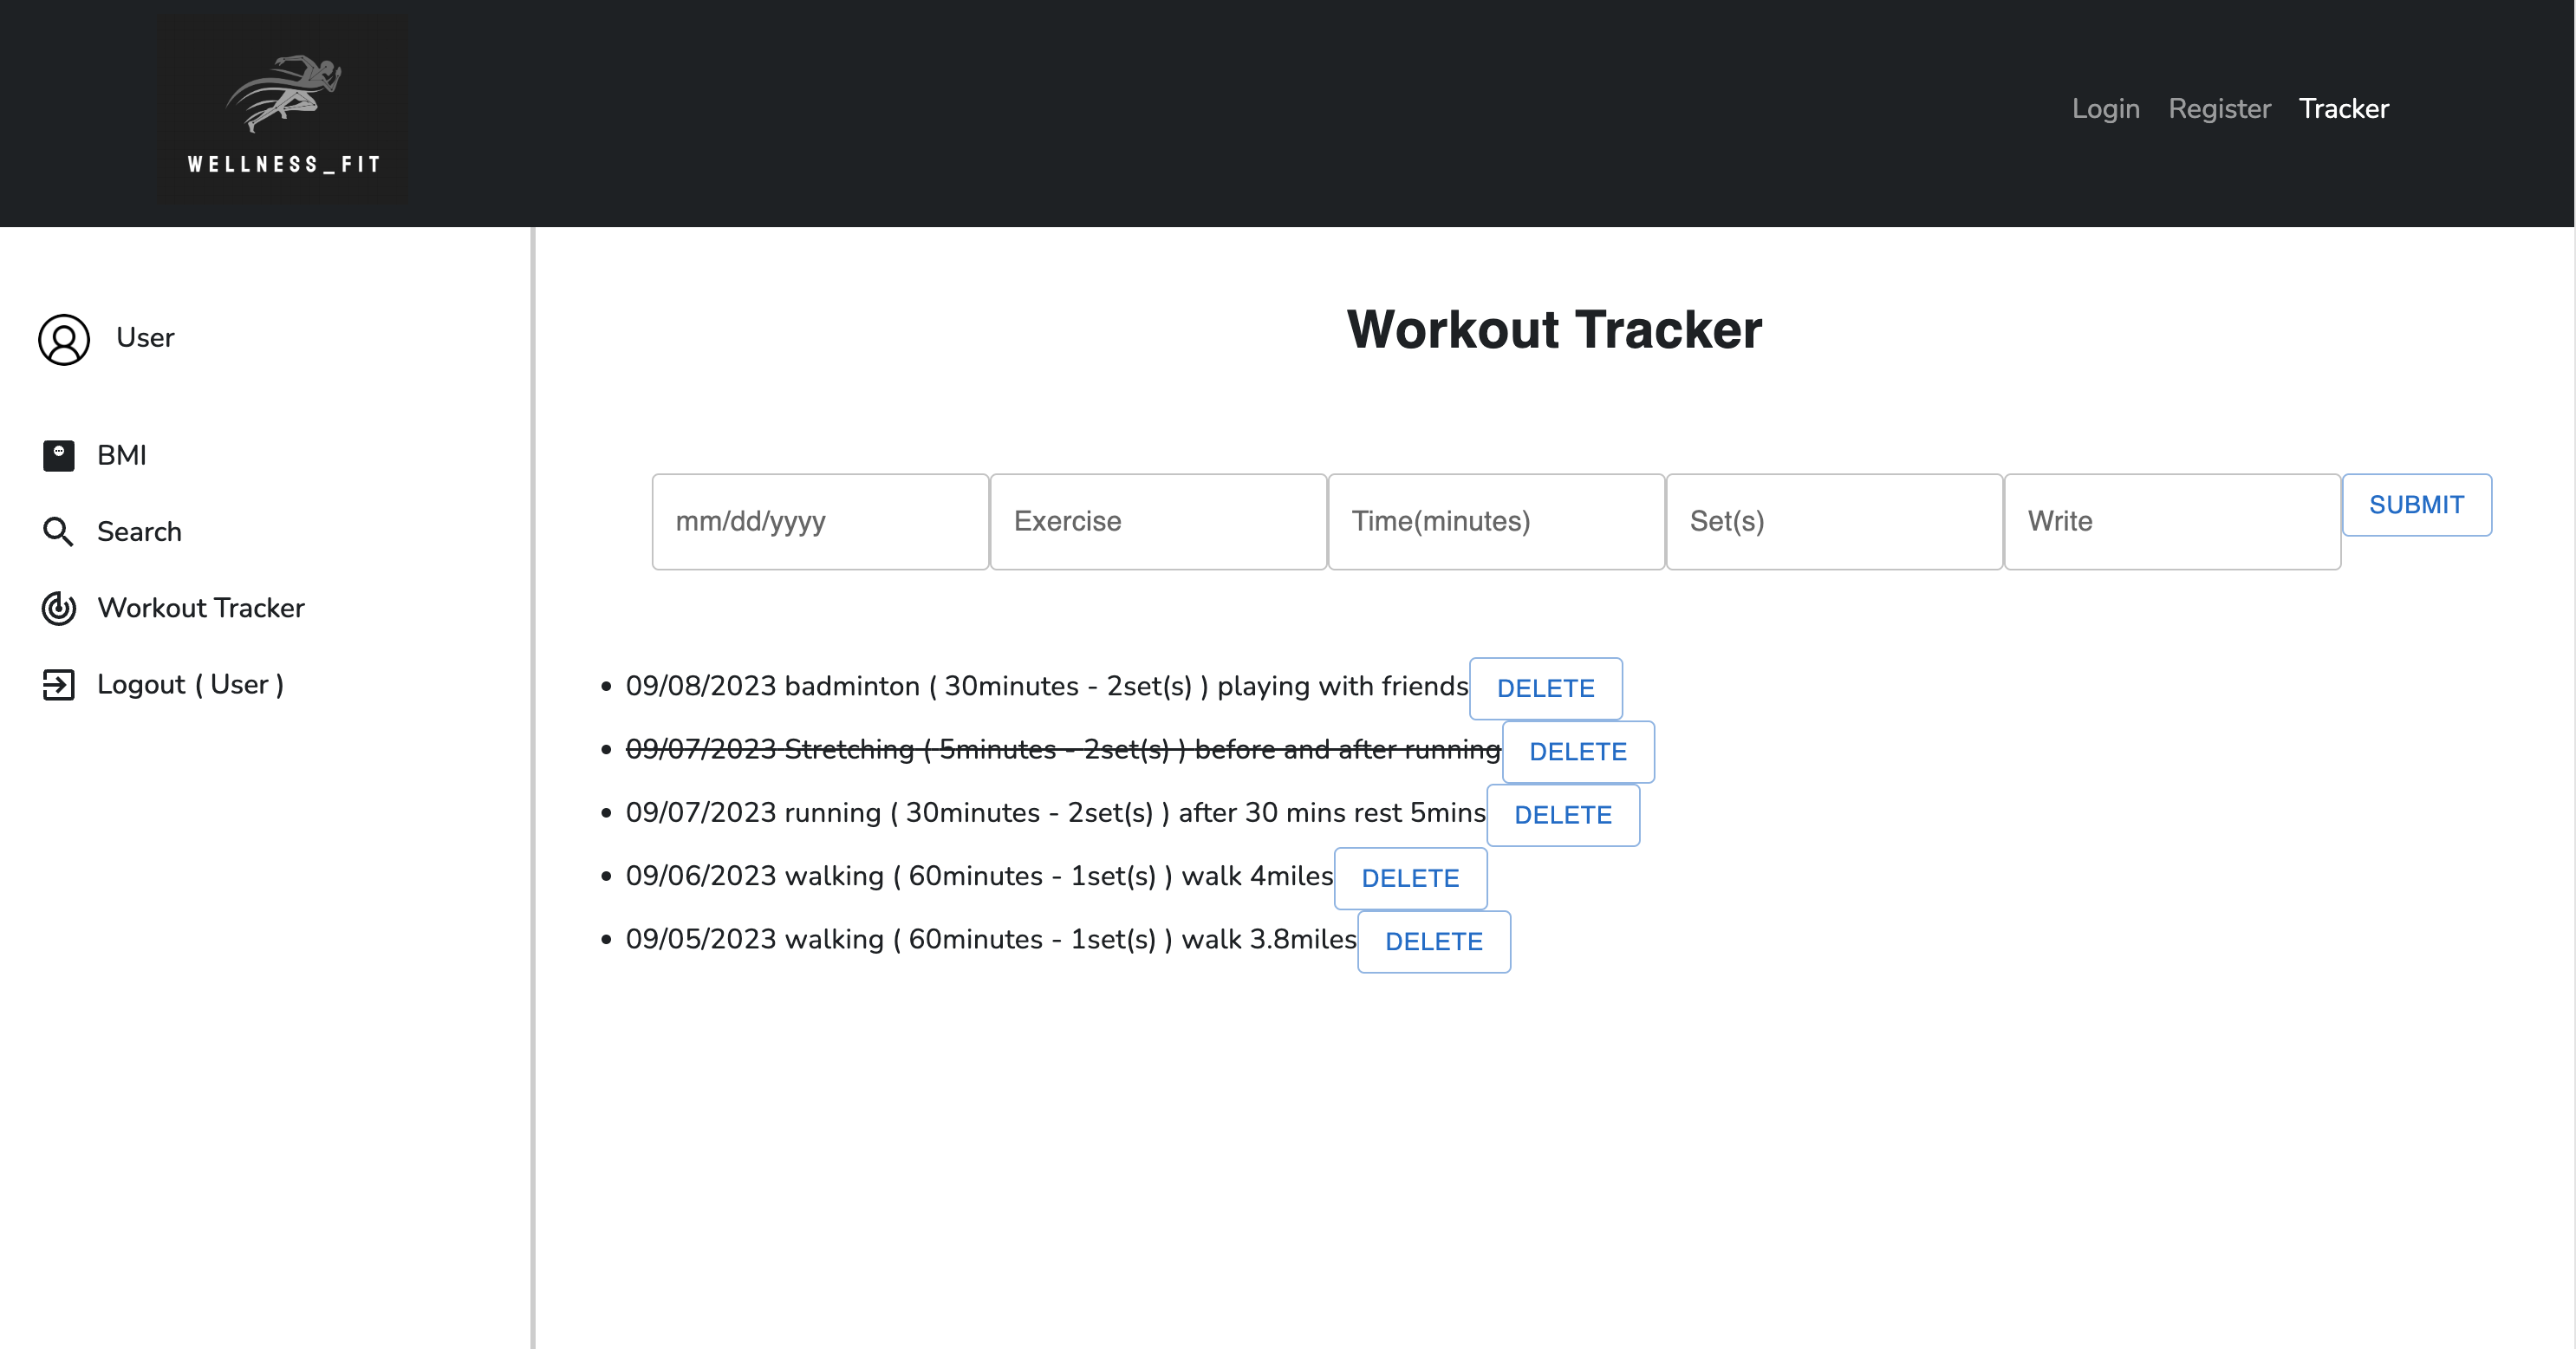 WELLNESS_FIT
Login Register Tracker
User
BMI
Search
Workout Tracker
Logout ( User )
Workout Tracker
mm/dd/yyyy Exercise Time(minutes) Set(s) Write SUBMIT
09/08/2023 badminton ( 30minutes - 2set(s) ) playing with friends DELETE
09/07/2023 Stretching ( 5minutes - 2set(s) ) before and after running DELETE
09/07/2023 running ( 30minutes - 2set(s) ) after 30 mins rest 5mins DELETE
09/06/2023 walking ( 60minutes - 1set(s) ) walk 4miles DELETE
09/05/2023 walking ( 60minutes - 1set(s) ) walk 3.8miles DELETE